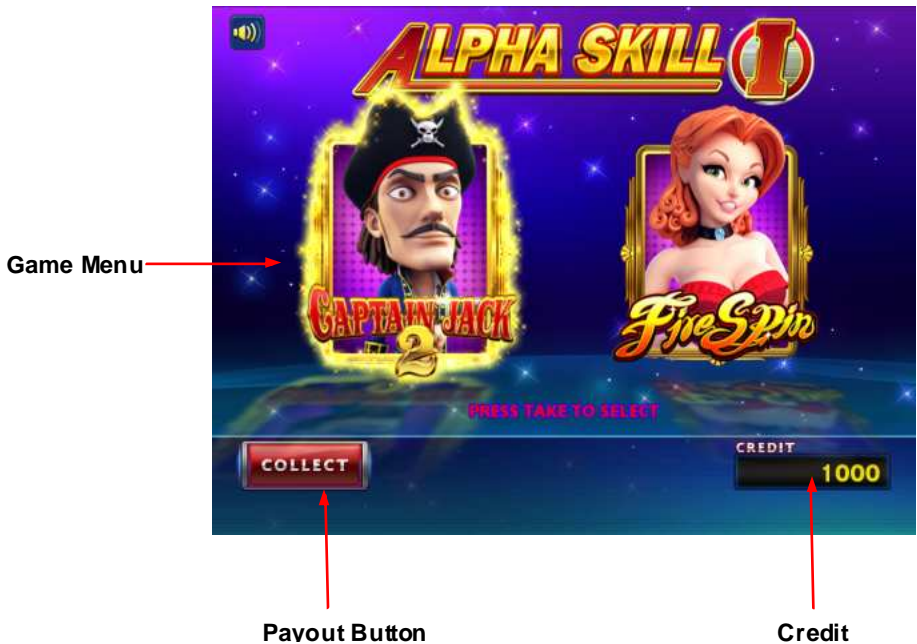 ALPHA SKILL I
Game Menu
CAPTAIN JACK
2
Fire Spin
PRESS TAKE TO SELECT
COLLECT
CREDIT
1000
Payout Button
Credit